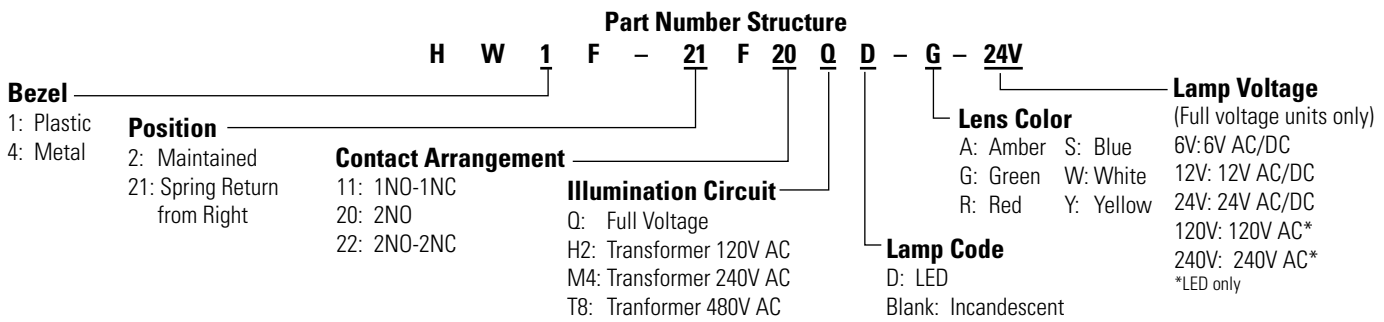 Part Number Structure
H W 1 F – 21 F 20 Q D – G – 24V
Bezel
1: Plastic
4: Metal
Position
2: Maintained
21: Spring Return
from Right
Contact Arrangement
11: 1NO-1NC
20: 2NO
22: 2NO-2NC
Illumination Circuit
Q: Full Voltage
H2: Transformer 120V AC
M4: Transformer 240V AC
T8: Tranformer 480V AC
Lamp Code
D: LED
Blank: Incandescent
Lens Color
A: Amber S: Blue
G: Green W: White
R: Red Y: Yellow
Lamp Voltage
(Full voltage units only)
6V: 6V AC/DC
12V: 12V AC/DC
24V: 24V AC/DC
120V: 120V AC*
240V: 240V AC*
*LED only